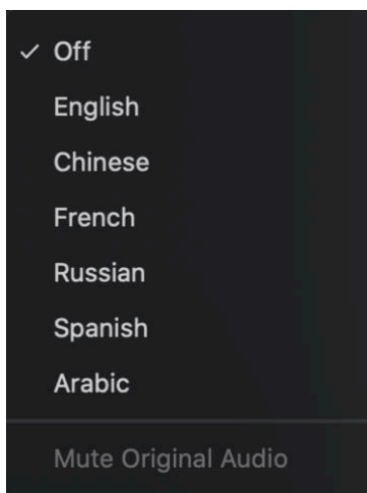 Off
English
Chinese
French
Russian
Spanish
Arabic
Mute Original Audio